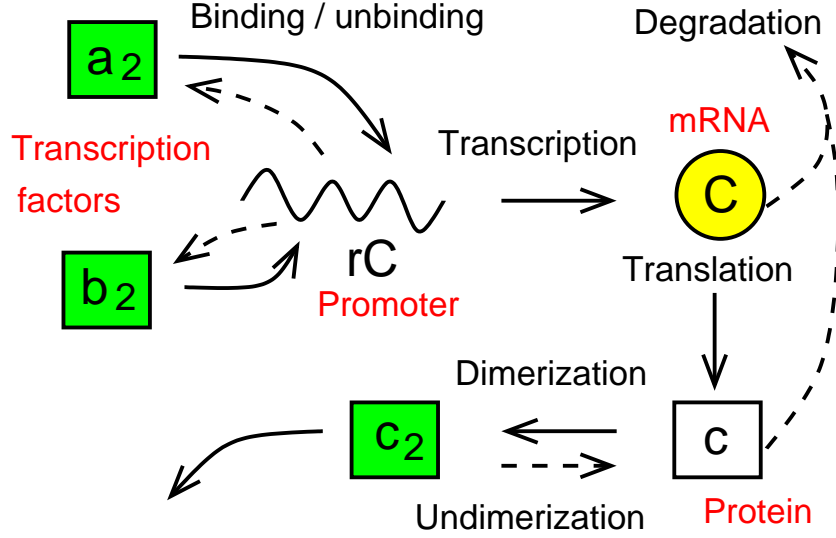 Binding / unbinding
Degradation
a2
mRNA
Transcription
factors
Transcription
C
rC
Promoter
b2
Translation
Dimerization
c2
c
Undimerization
Protein